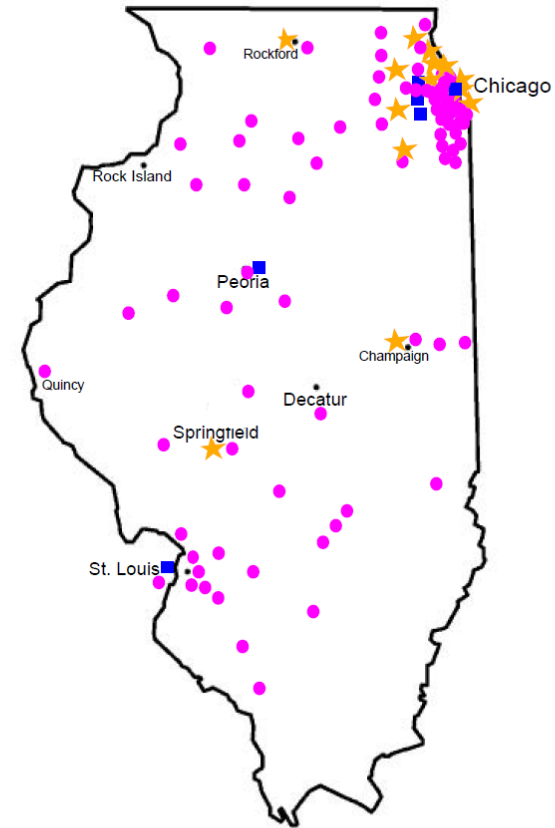 Rockford
Chicago
Rock Island
Peoria
Champaign
Quincy
Decatur
Springfield
St. Louis